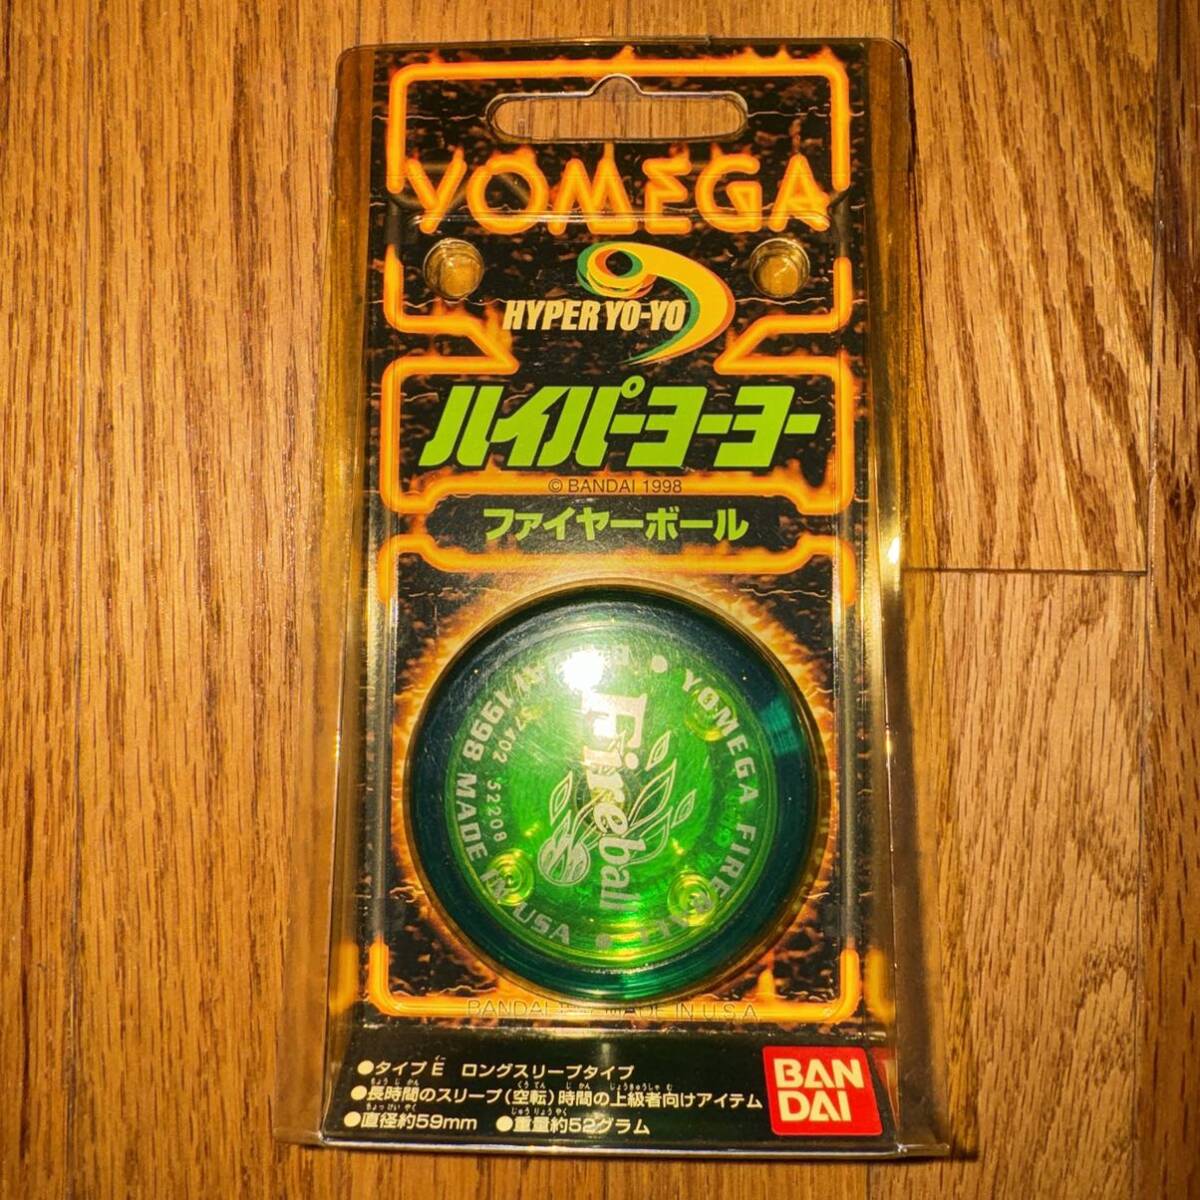 YOMEGA
HYPER YO-YO
ハイパーヨーヨー
© BANDAI 1998
ファイヤーボール
YOMEGA FIREBALL
1998 MADE IN USA
52208
Fireball
BANDAI MADE IN U.S.A.
●タイプE ロングスリープタイプ
●長時間のスリープ(空転)時間の上級者向けアイテム
●直径約59mm ●重量約52グラム
BAN
DAI